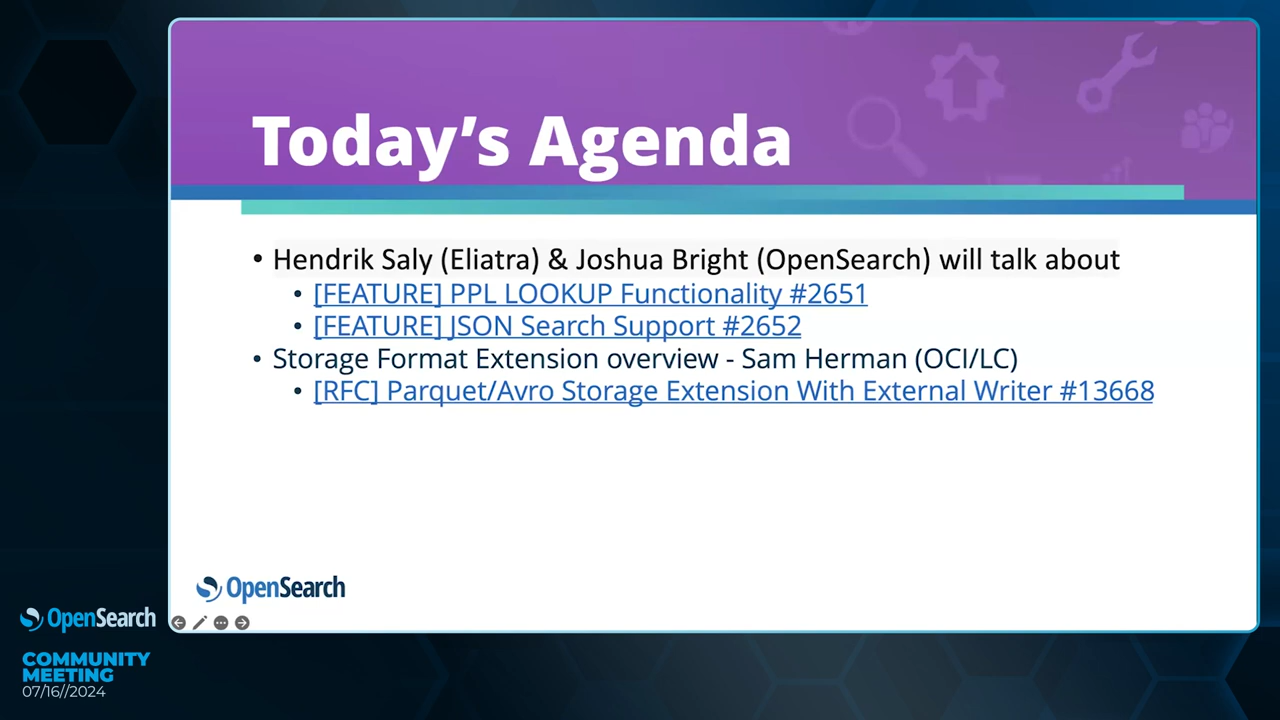 Today's Agenda
• Hendrik Saly (Eliatra) & Joshua Bright (OpenSearch) will talk about
• [FEATURE] PPL LOOKUP Functionality #2651
• [FEATURE] JSON Search Support #2652
• Storage Format Extension overview - Sam Herman (OCI/LC)
• [RFC] Parquet/Avro Storage Extension With External Writer #13668
OpenSearch
OpenSearch
COMMUNITY
MEETING
07/16//2024